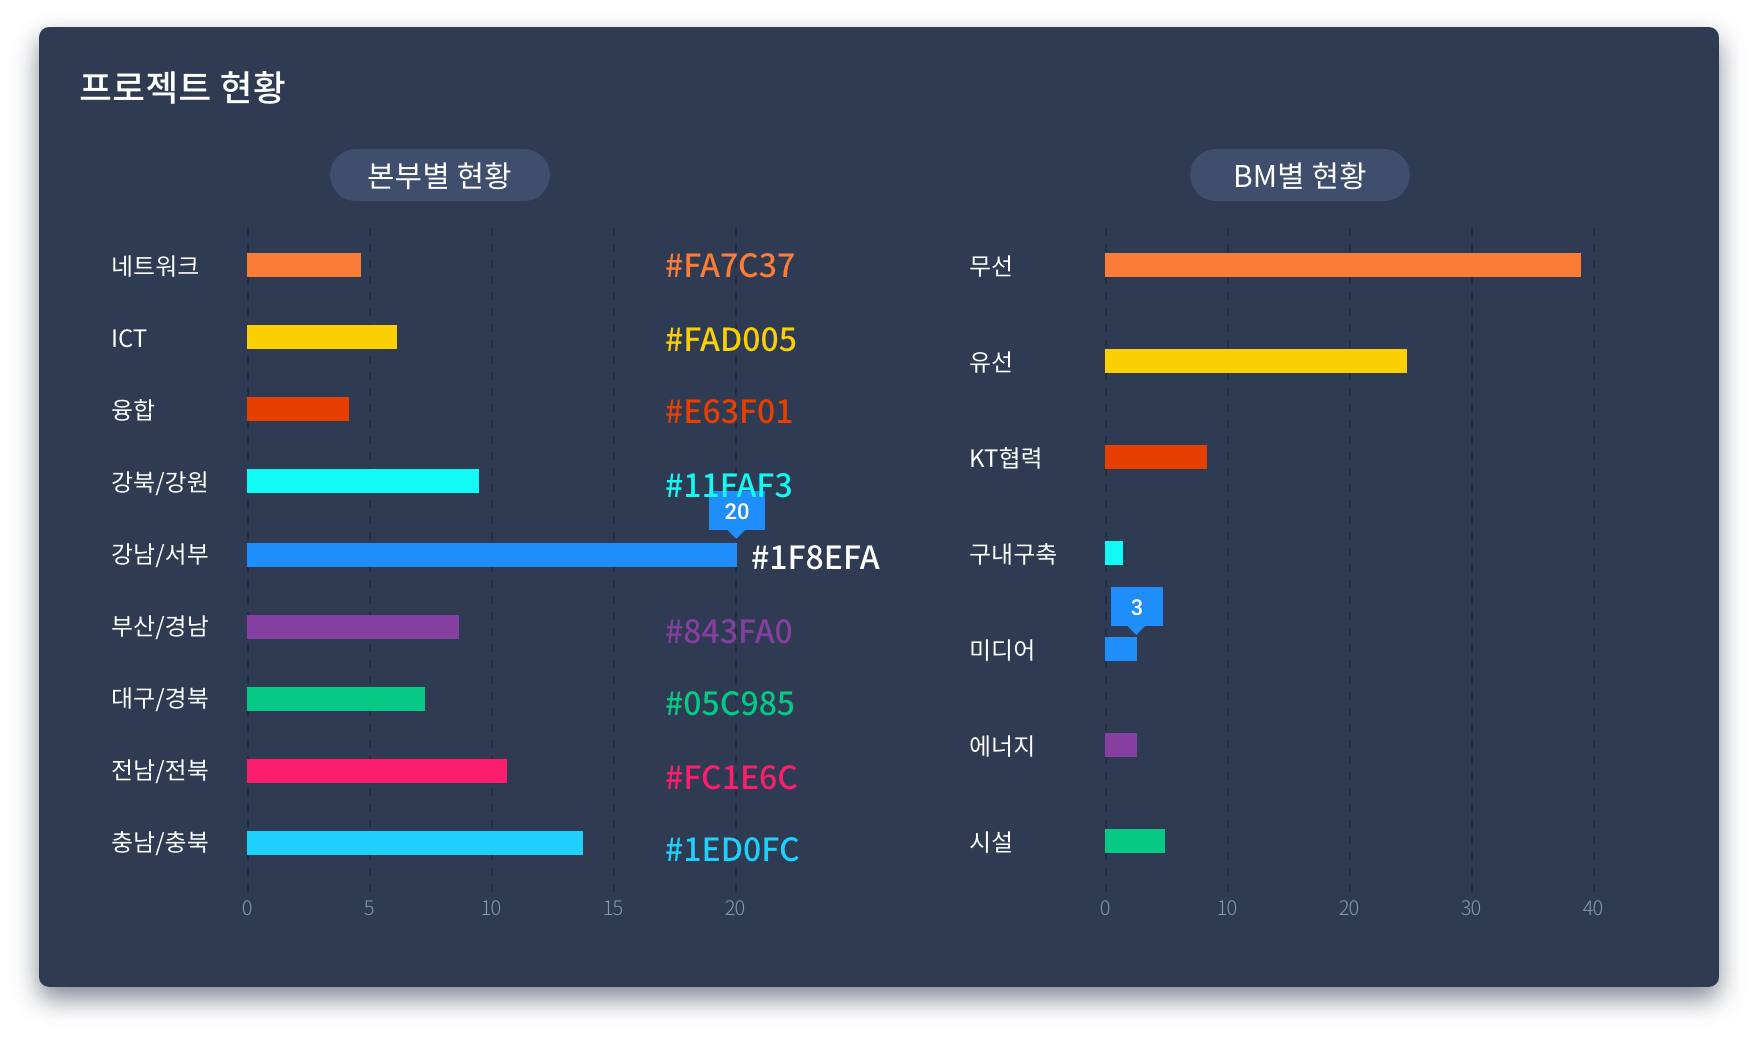 프로젝트 현황
본부별 현황
네트워크 #FA7C37
ICT #FAD005
융합 #E63F01
강북/강원 #11FAF3
20
강남/서부 #1F8EFA
부산/경남 #843FA0
대구/경북 #05C985
전남/전북 #FC1E6C
충남/충북 #1ED0FC
0 5 10 15 20
BM별 현황
무선
유선
KT협력
구내구축
3
미디어
에너지
시설
0 10 20 30 40